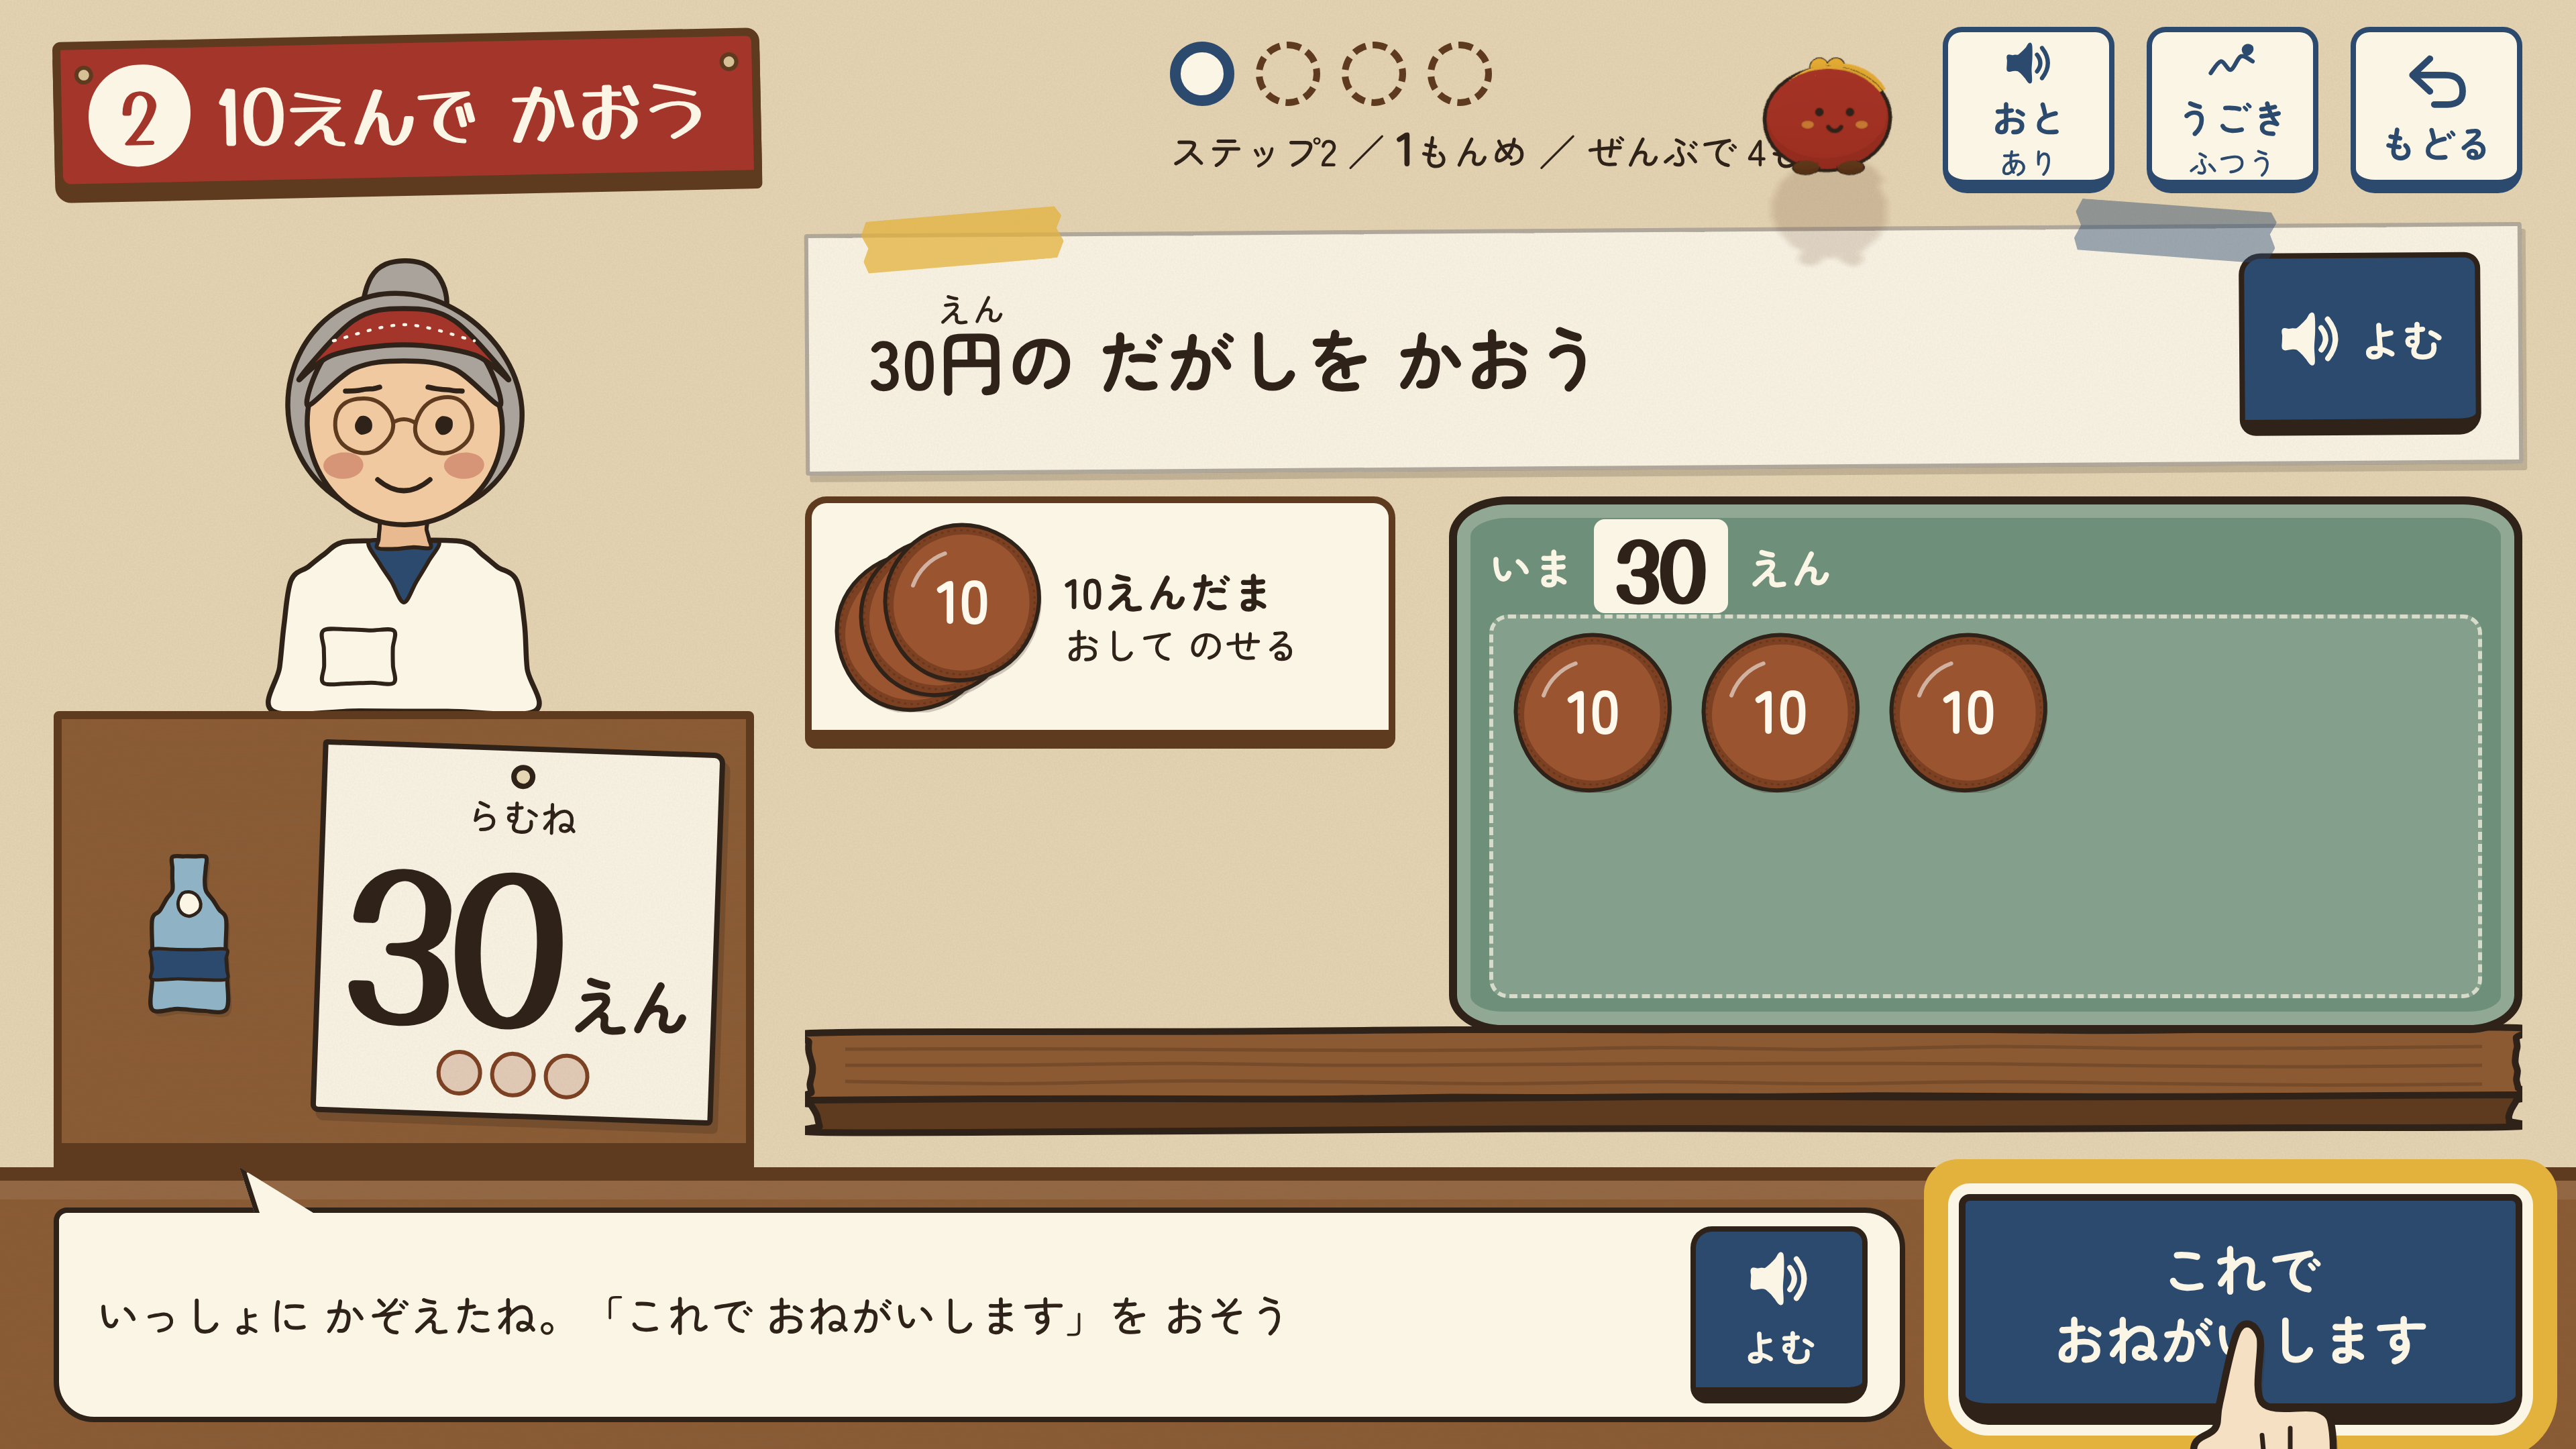 2 10えんで かおう
ステップ2 ／ 1もんめ ／ ぜんぶで 4
おと
あり
うごき
ふつう
もどる
えん
30円の だがしを かおう
よむ
10
10えんだま
おして のせる
いま 30 えん
10 10 10
らむね
30えん
いっしょに かぞえたね。「これで おねがいします」を おそう
よむ
これで
おねがいします